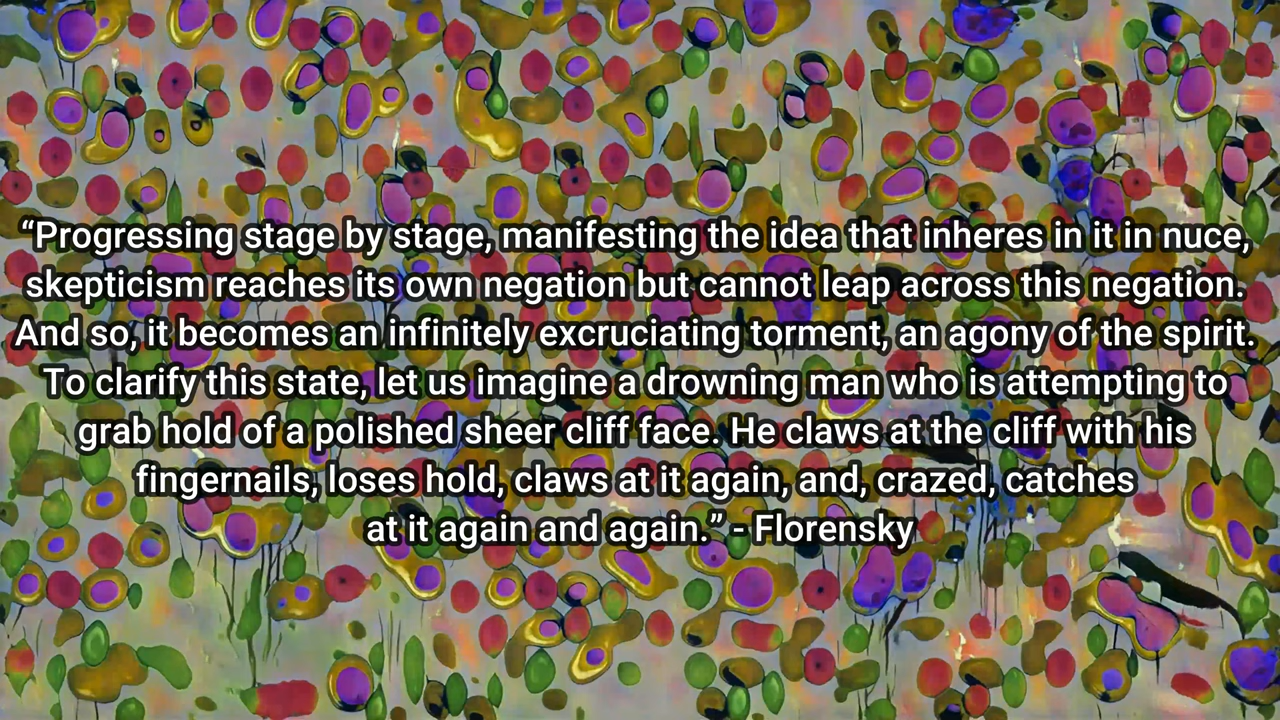 “Progressing stage by stage, manifesting the idea that inheres in it in nuce,
skepticism reaches its own negation but cannot leap across this negation.
And so, it becomes an infinitely excruciating torment, an agony of the spirit.
To clarify this state, let us imagine a drowning man who is attempting to
grab hold of a polished sheer cliff face. He claws at the cliff with his
fingernails, loses hold, claws at it again, and, crazed, catches
at it again and again.” - Florensky